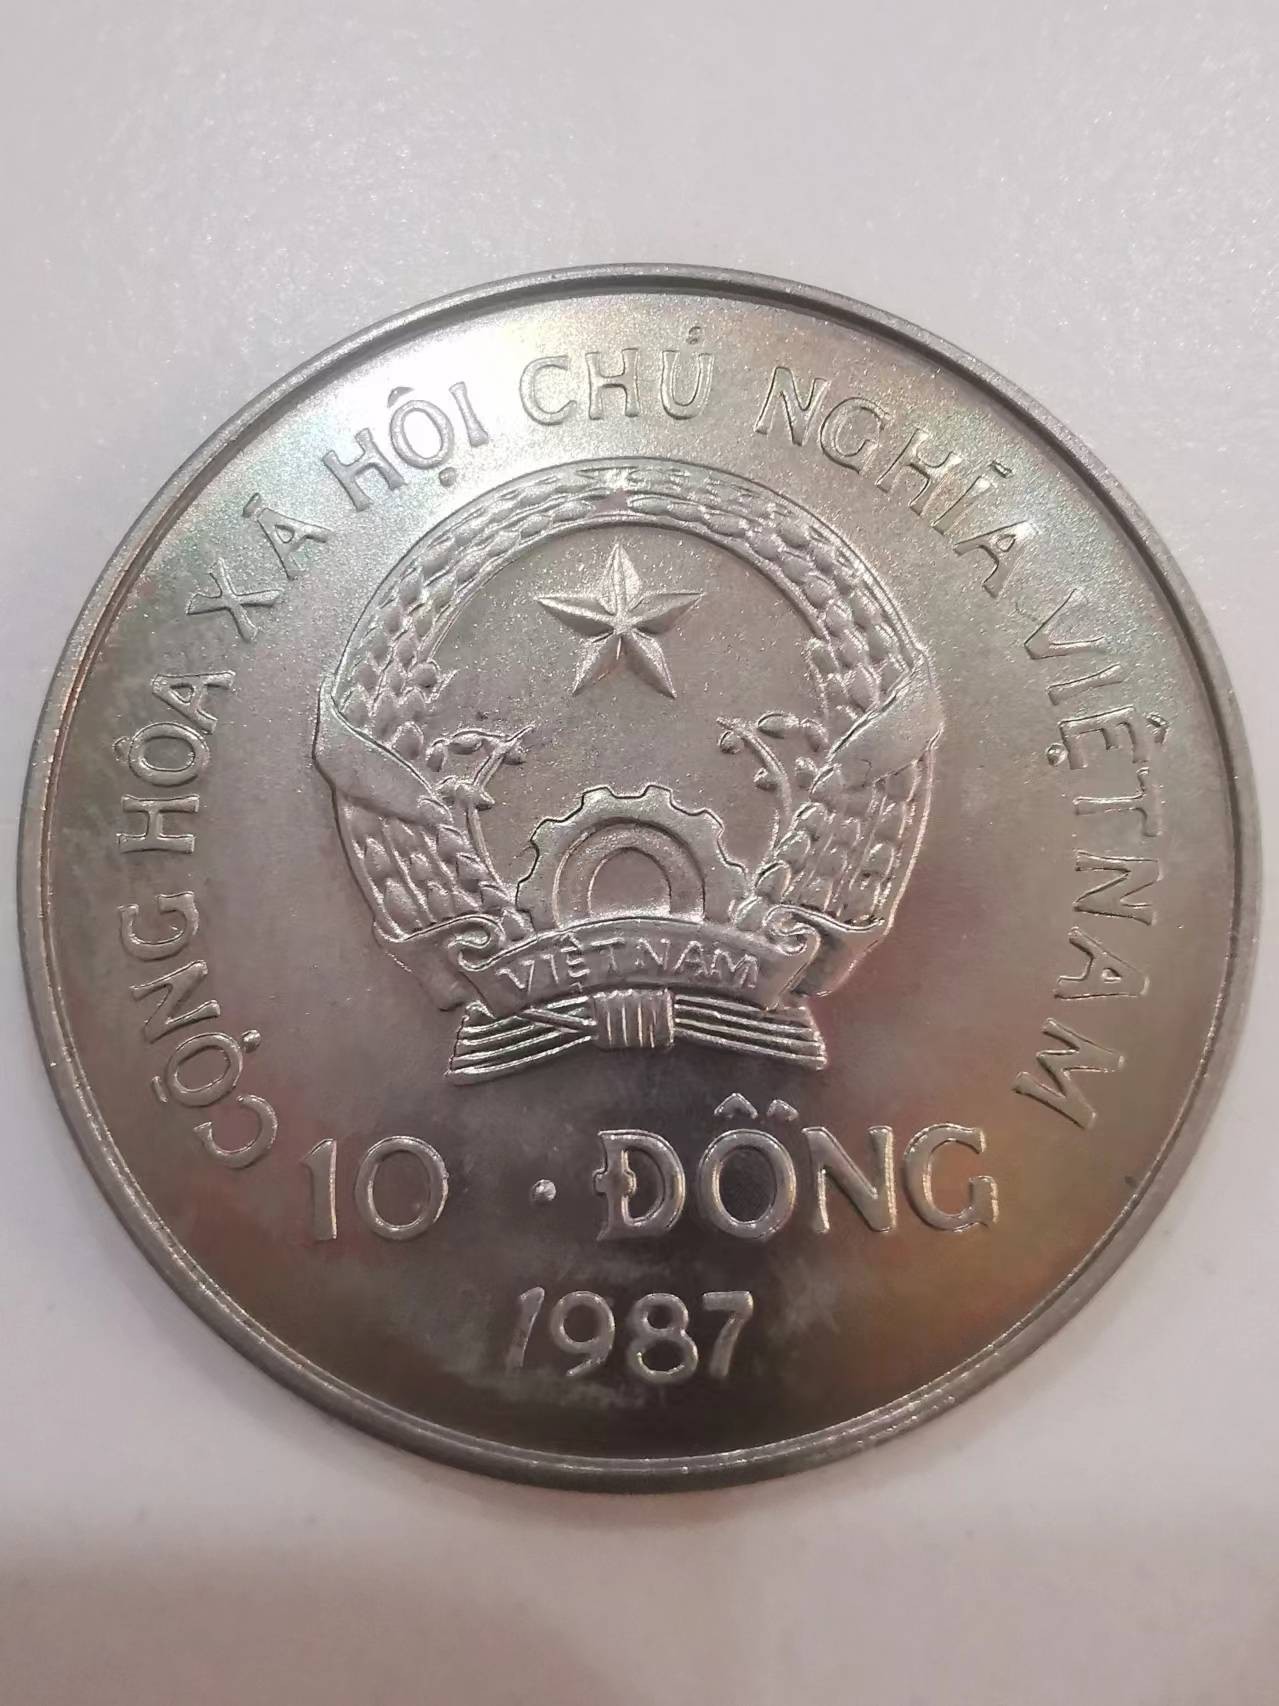 CỘNG HÒA XÃ HỘI CHỦ NGHĨA VIỆT NAM
VIỆT NAM
10 · ĐỒNG
1987